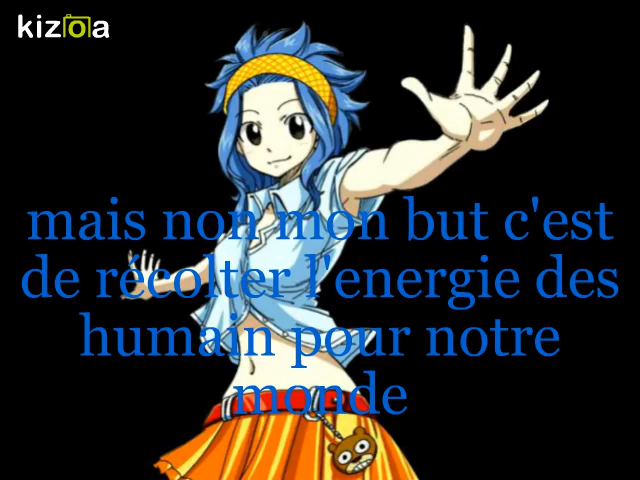 kizoa
mais non mon but c'est
de récolter l'energie des
humain pour notre
monde